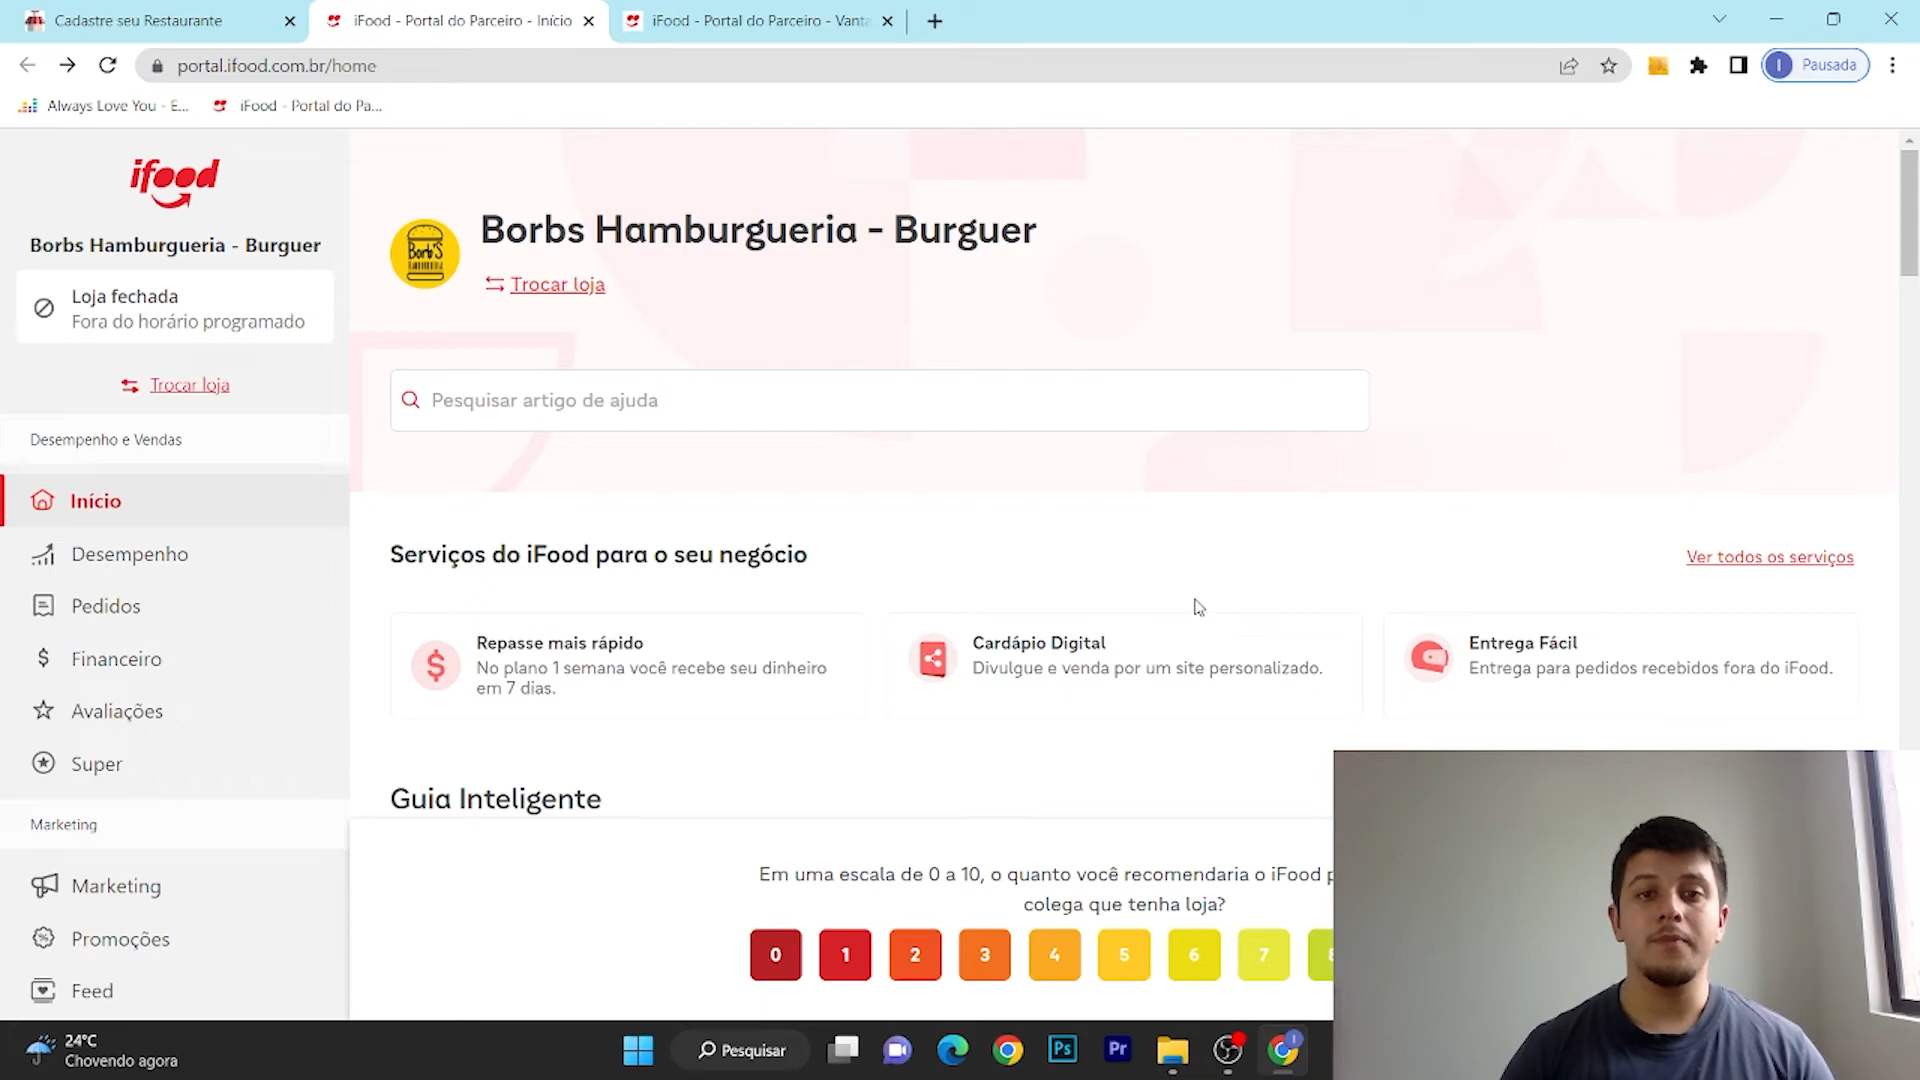 Cadastre seu Restaurante
iFood - Portal do Parceiro - Início
iFood - Portal do Parceiro - Vanta
portal.ifood.com.br/home
I
Pausada
Always Love You - E...
iFood - Portal do Pa...
ifood
Borbs Hamburgueria - Burguer
Loja fechada
Fora do horário programado
Trocar loja
Desempenho e Vendas
Início
Desempenho
Pedidos
Financeiro
Avaliações
Super
Marketing
Marketing
Promoções
Feed
Borb'S
Borbs Hamburgueria - Burguer
Trocar loja
Pesquisar artigo de ajuda
Serviços do iFood para o seu negócio
Ver todos os serviços
Repasse mais rápido
No plano 1 semana você recebe seu dinheiro
em 7 dias.
Cardápio Digital
Divulgue e venda por um site personalizado.
Entrega Fácil
Entrega para pedidos recebidos fora do iFood.
Guia Inteligente
Em uma escala de 0 a 10, o quanto você recomendaria o iFood
colega que tenha loja?
0 1 2 3 4 5 6 7
24°C
Chovendo agora
Pesquisar
Ps
Pr